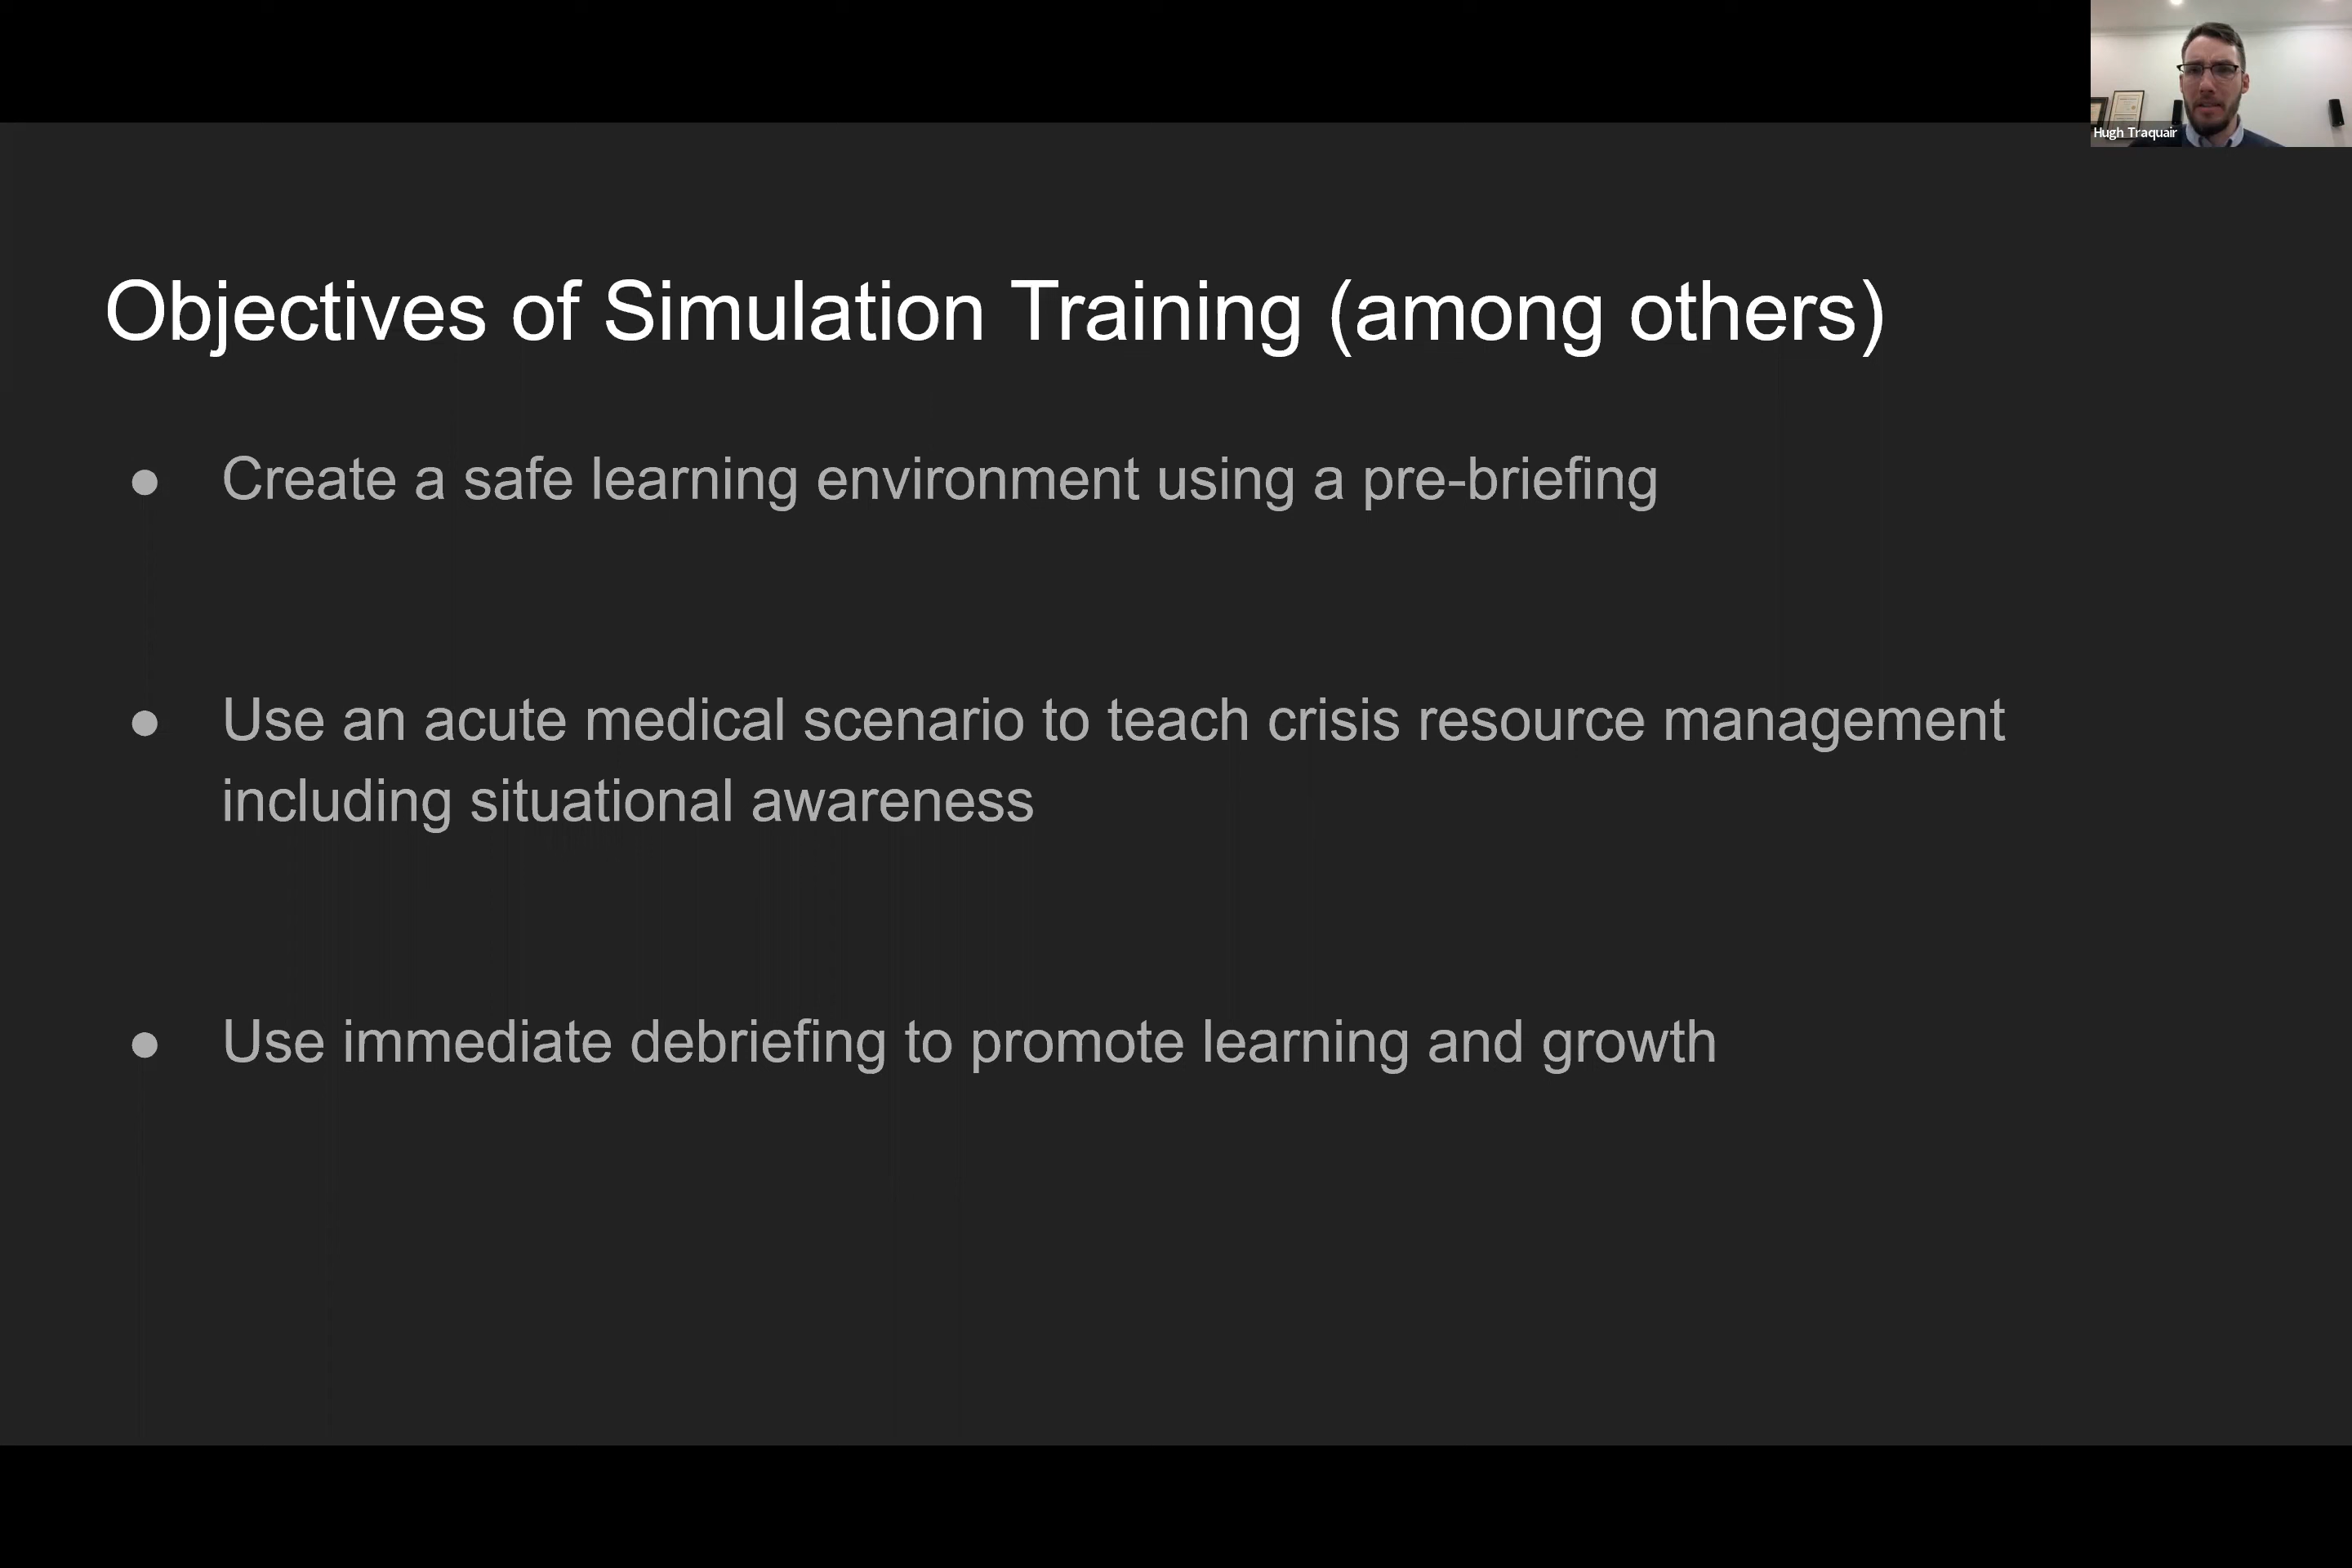 Hugh Traquair
Objectives of Simulation Training (among others)
● Create a safe learning environment using a pre-briefing
● Use an acute medical scenario to teach crisis resource management
including situational awareness
● Use immediate debriefing to promote learning and growth